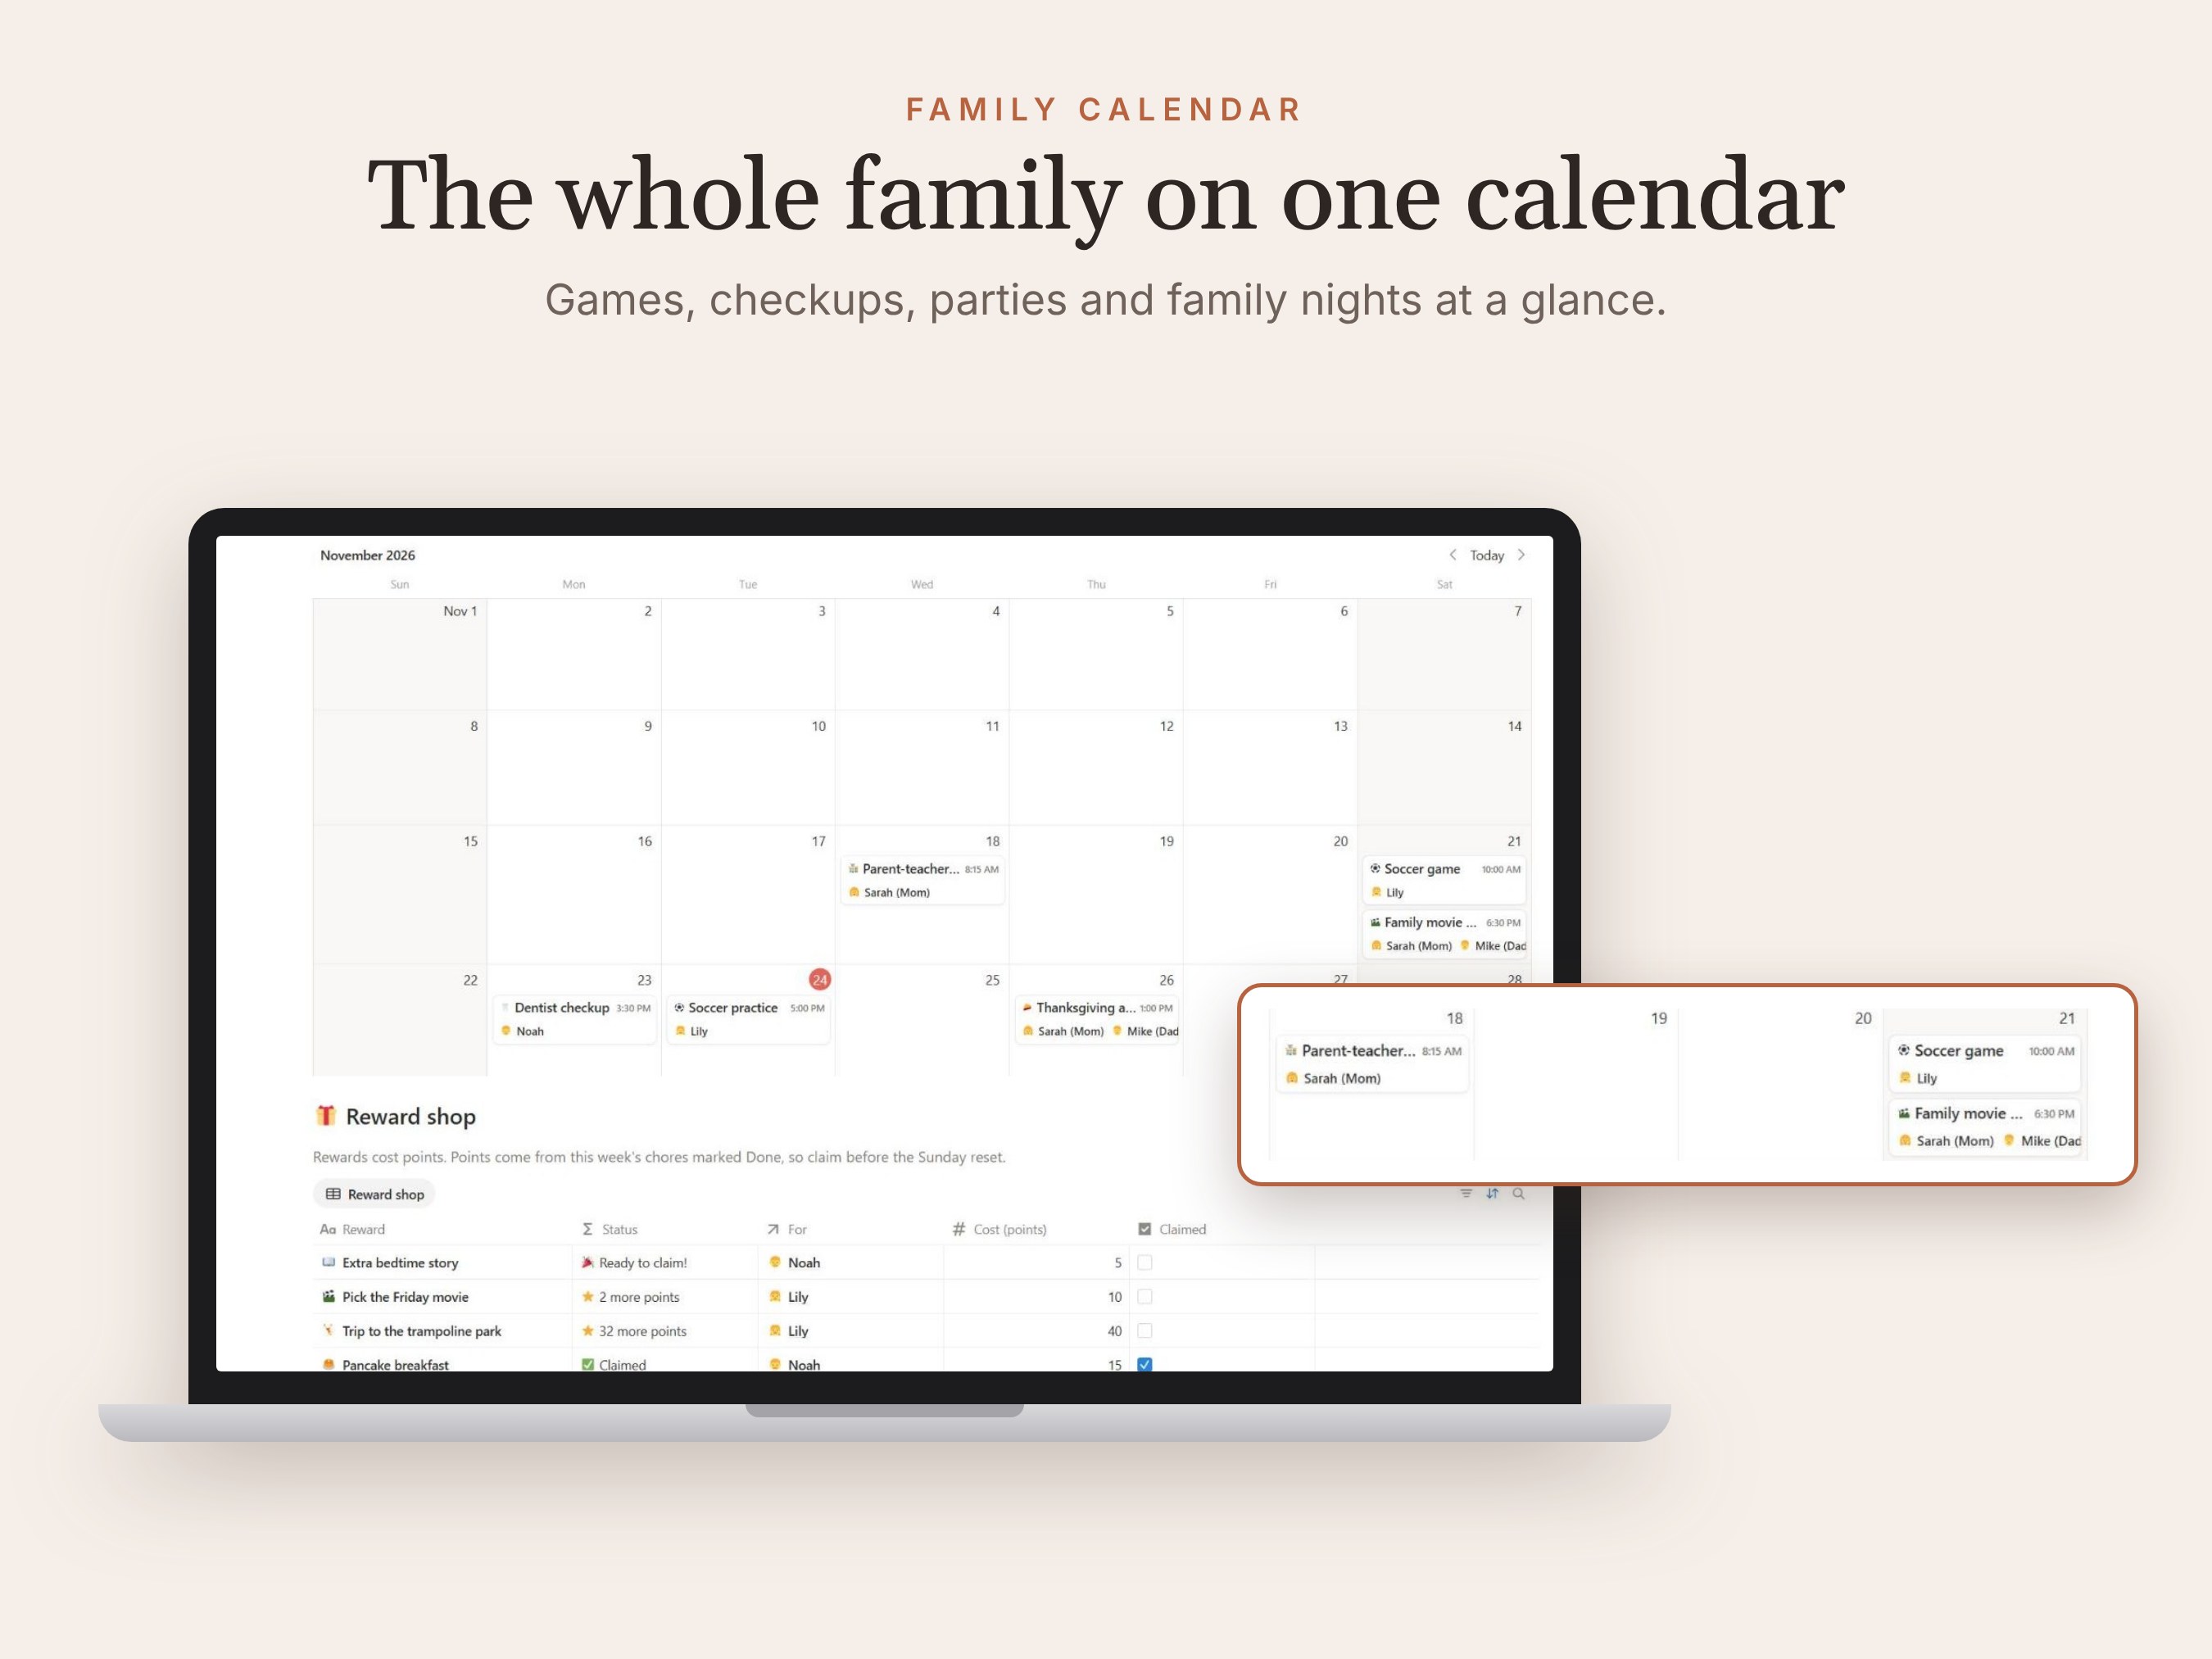 FAMILY CALENDAR
The whole family on one calendar
Games, checkups, parties and family nights at a glance.
November 2026
Today
Sun Mon Tue Wed Thu Fri Sat
Nov 1 2 3 4 5 6 7
8 9 10 11 12 13 14
15 16 17 18 19 20 21
Parent-teacher... 8:15 AM
Sarah (Mom)
Soccer game 10:00 AM
Lily
Family movie ... 6:30 PM
Sarah (Mom) Mike (Dad
22 23 24 25 26 27 28
Dentist checkup 3:30 PM
Noah
Soccer practice 5:00 PM
Lily
Thanksgiving a... 1:00 PM
Sarah (Mom) Mike (Dad
18 19 20 21
Parent-teacher... 8:15 AM
Sarah (Mom)
Soccer game 10:00 AM
Lily
Family movie ... 6:30 PM
Sarah (Mom) Mike (Dad
Reward shop
Rewards cost points. Points come from this week's chores marked Done, so claim before the Sunday reset.
Reward shop
Aa Reward Σ Status For # Cost (points) Claimed
Extra bedtime story Ready to claim! Noah 5
Pick the Friday movie 2 more points Lily 10
Trip to the trampoline park 32 more points Lily 40
Pancake breakfast Claimed Noah 15